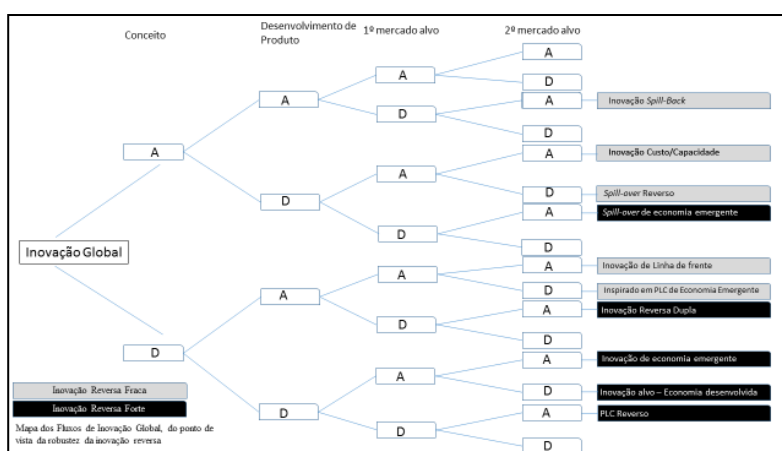 Conceito
Desenvolvimento de
Produto
1º mercado alvo
2º mercado alvo
A
A
D
A
A
D
A
Inovação Spill-Back
D
A
A
Inovação Custo/Capacidade
A
D
D
Spill-over Reverso
D
A
Spill-over de economia emergente
D
Inovação Global
A
A
Inovação de Linha de frente
A
D
Inspirado em PLC de Economia Emergente
D
A
Inovação Reversa Dupla
D
D
A
A
Inovação de economia emergente
D
D
Inovação alvo – Economia desenvolvida
D
A
PLC Reverso
D
Inovação Reversa Fraca
Inovação Reversa Forte
Mapa dos Fluxos de Inovação Global, do ponto de
vista da robustez da inovação reversa